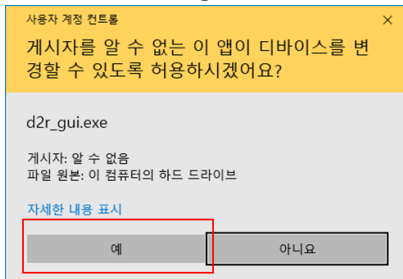 사용자 계정 컨트롤
게시자를 알 수 없는 이 앱이 디바이스를 변
경할 수 있도록 허용하시겠어요?
d2r_gui.exe
게시자: 알 수 없음
파일 원본: 이 컴퓨터의 하드 드라이브
자세한 내용 표시
예
아니요